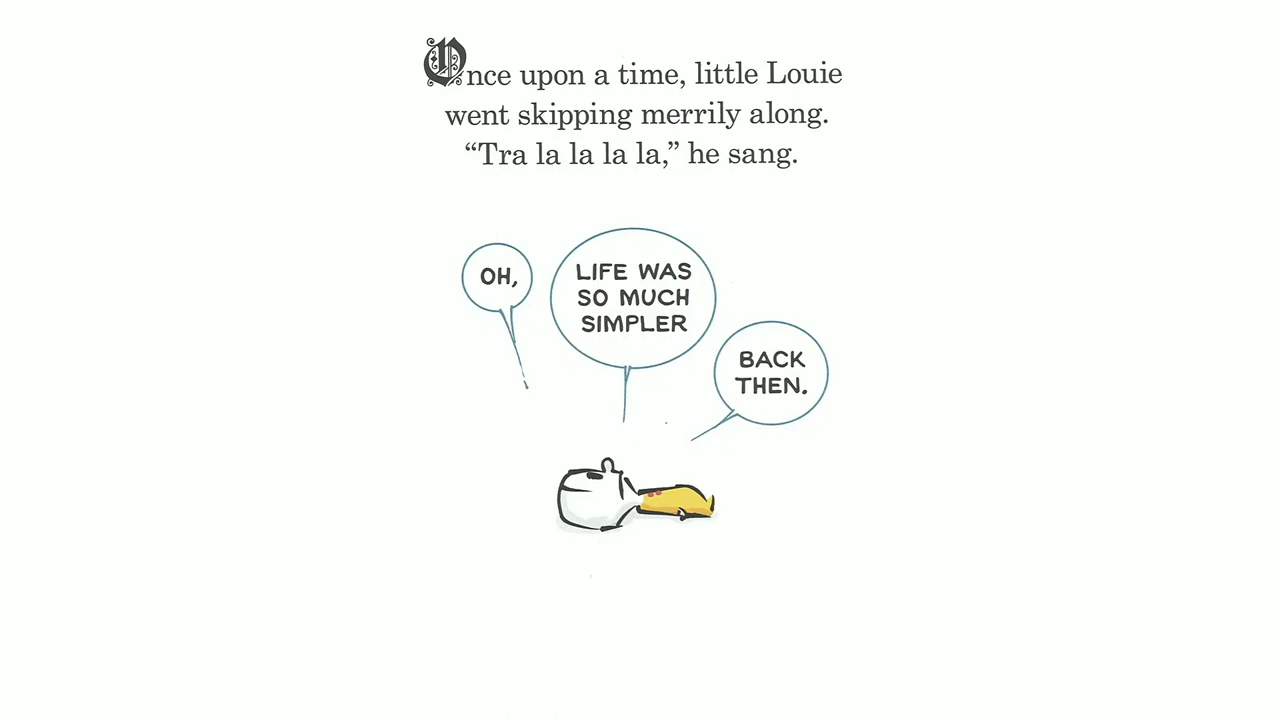 Once upon a time, little Louie
went skipping merrily along.
“Tra la la la la,” he sang.
OH,
LIFE WAS
SO MUCH
SIMPLER
BACK
THEN.